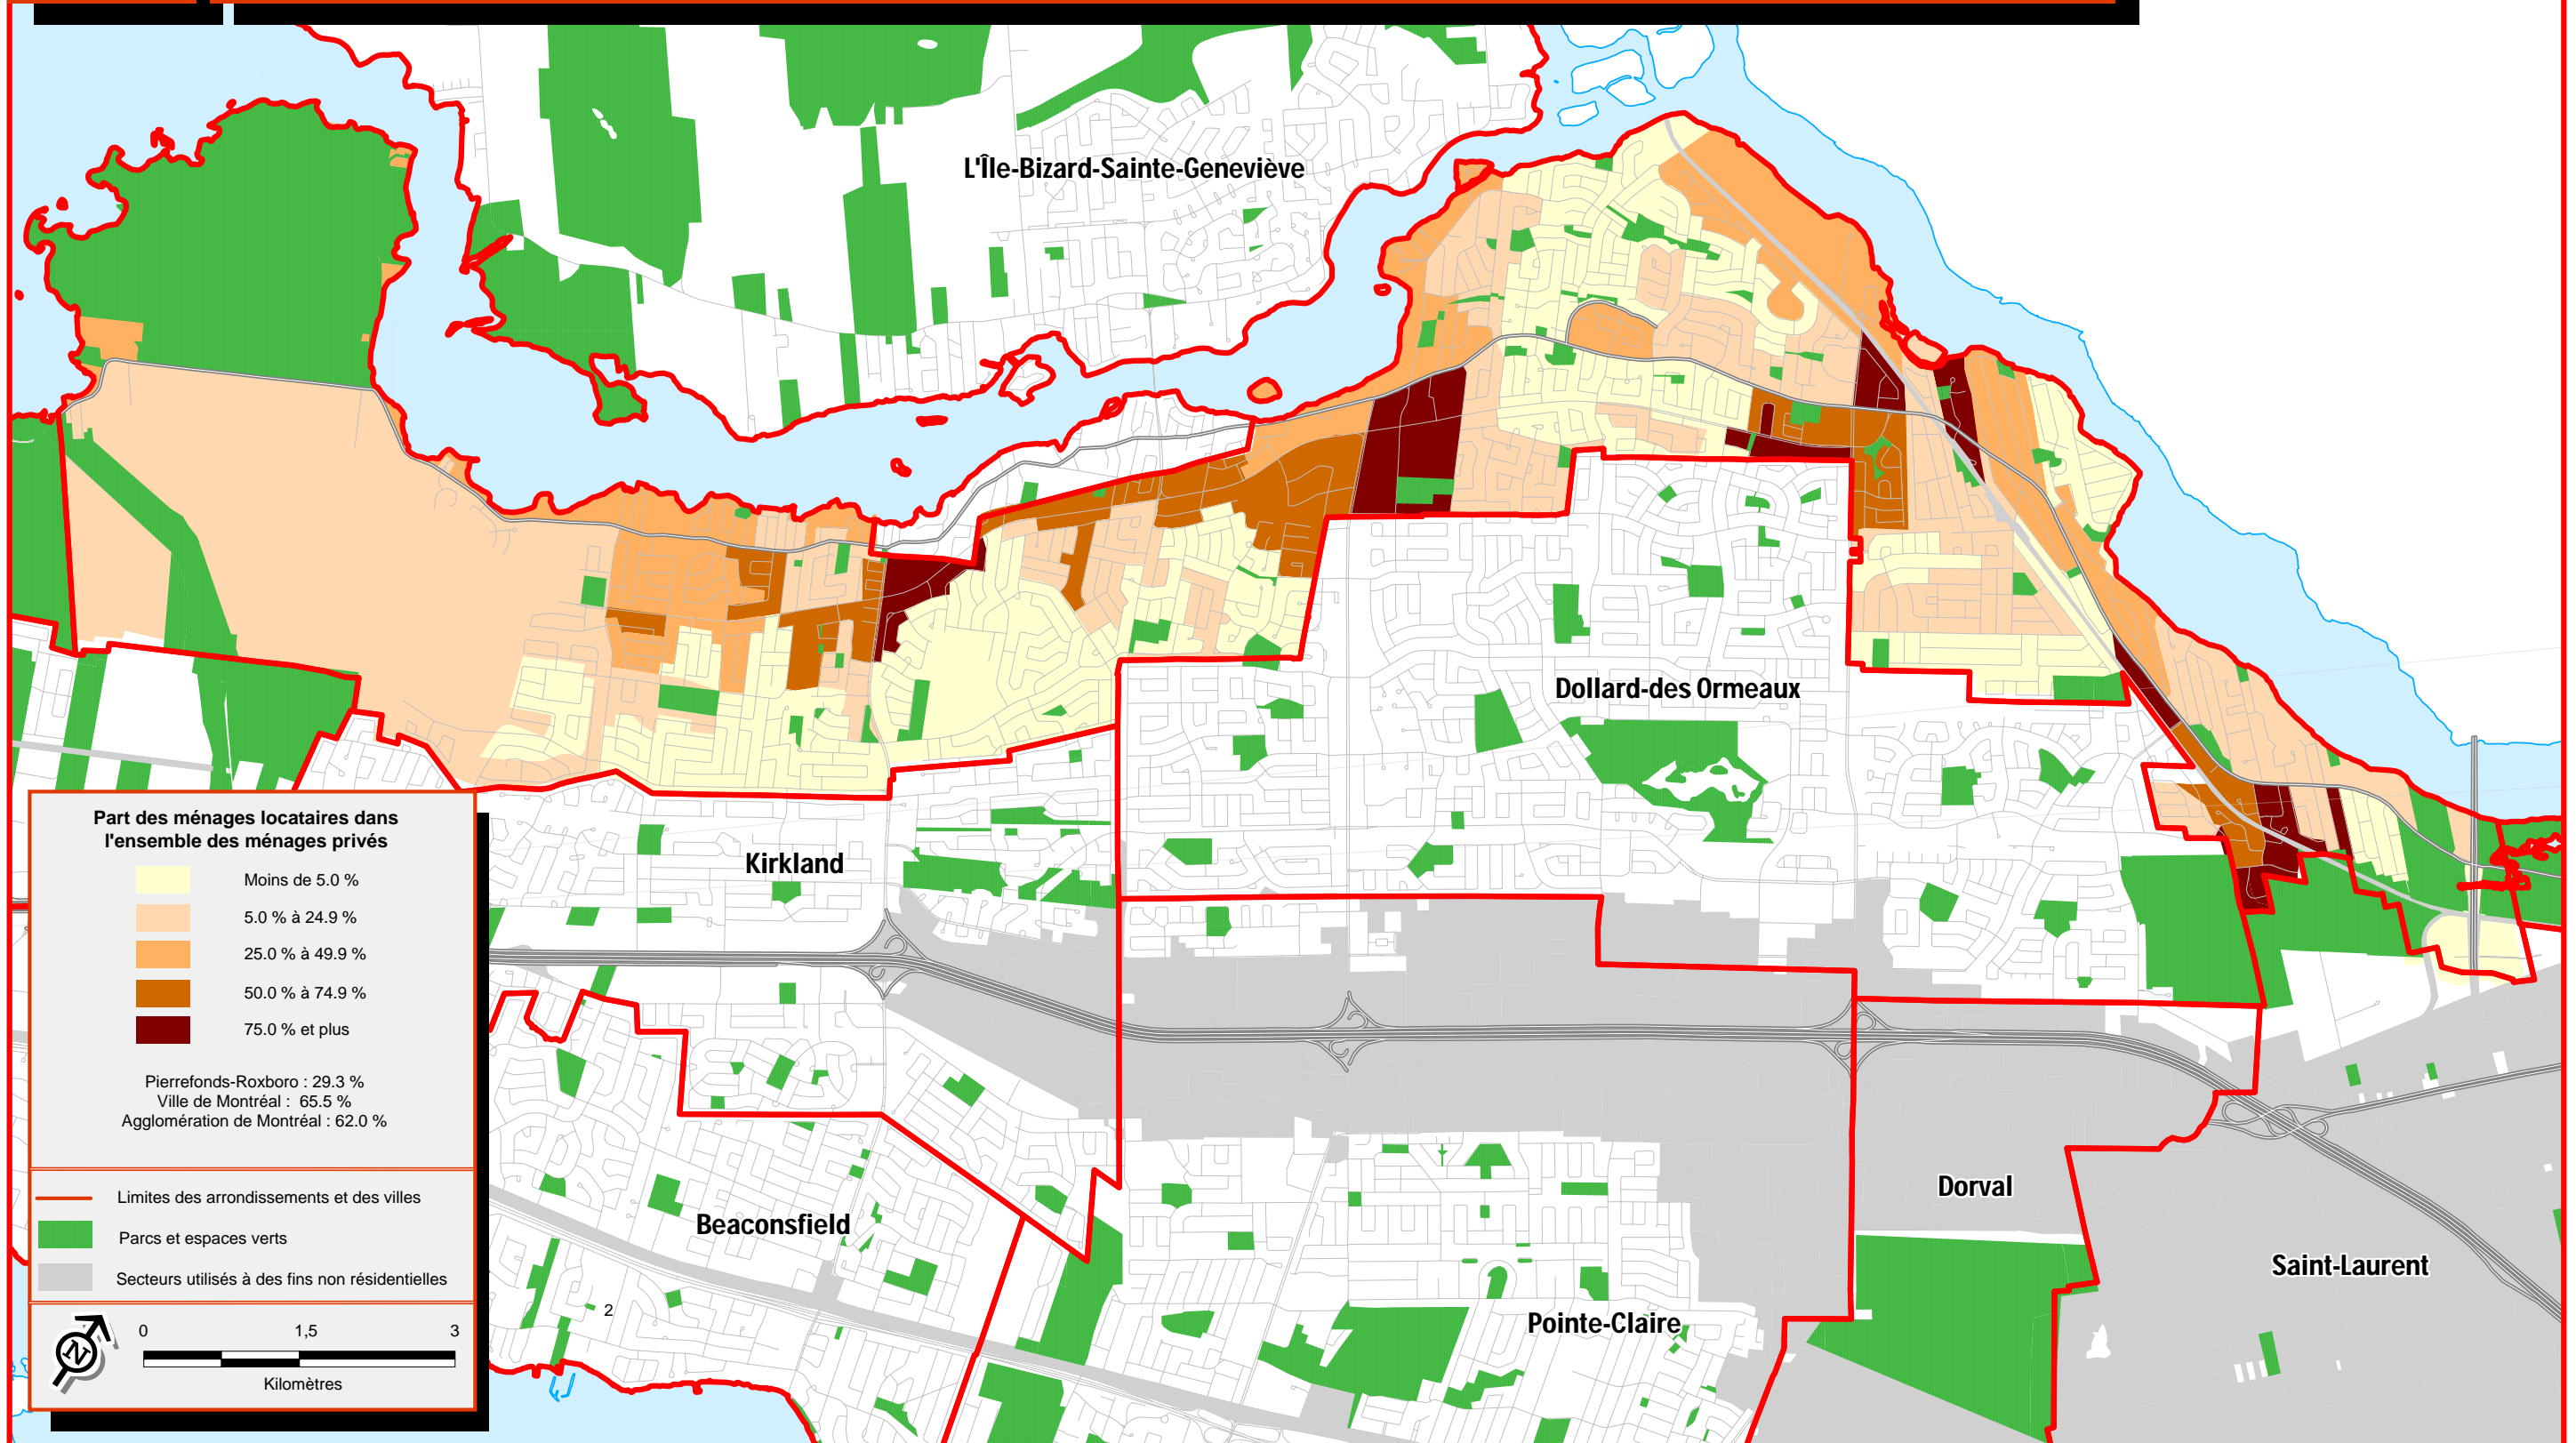 L'Île-Bizard-Sainte-Geneviève
Dollard-des Ormeaux
Kirkland
Beaconsfield
Pointe-Claire
Dorval
Saint-Laurent
Part des ménages locataires dans
l'ensemble des ménages privés
Moins de 5.0 %
5.0 % à 24.9 %
25.0 % à 49.9 %
50.0 % à 74.9 %
75.0 % et plus
Pierrefonds-Roxboro : 29.3 %
Ville de Montréal : 65.5 %
Agglomération de Montréal : 62.0 %
Limites des arrondissements et des villes
Parcs et espaces verts
Secteurs utilisés à des fins non résidentielles
N
0 1,5 3
Kilomètres
2